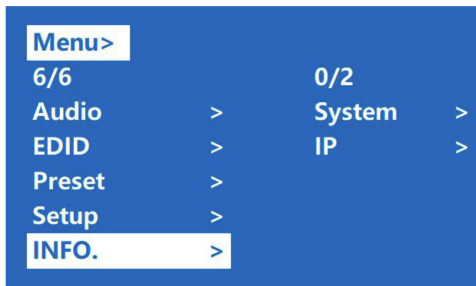 Menu>
6/6 0/2
Audio > System >
EDID > IP >
Preset >
Setup >
INFO. >